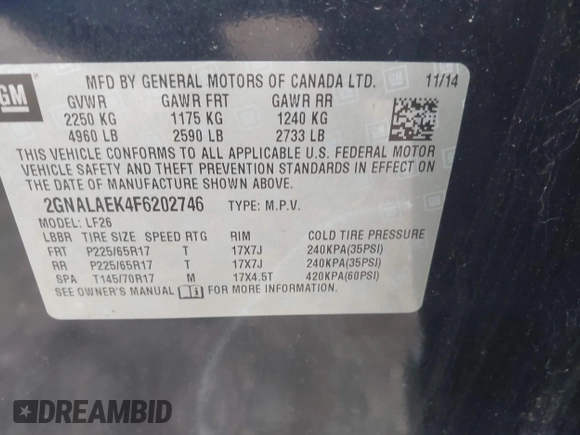 GM
MFD BY GENERAL MOTORS OF CANADA LTD. 11/14
GVWR GAWR FRT GAWR RR
2250 KG 1175 KG 1240 KG
4960 LB 2590 LB 2733 LB
THIS VEHICLE CONFORMS TO ALL APPLICABLE U.S. FEDERAL MOTOR
VEHICLE SAFETY AND THEFT PREVENTION STANDARDS IN EFFECT ON
THE DATE OF MANUFACTURE SHOWN ABOVE.
2GNALAEK4F6202746 TYPE: M.P.V.
MODEL: LF26
LBBR TIRE SIZE SPEED RTG RIM COLD TIRE PRESSURE
FRT P225/65R17 T 17X7J 240KPA(35PSI)
RR P225/65R17 T 17X7J 240KPA(35PSI)
SPA T145/70R17 M 17X4.5T 420KPA(60PSI)
SEE OWNER'S MANUAL FOR MORE INFORMATION.
DREAMBID.COM